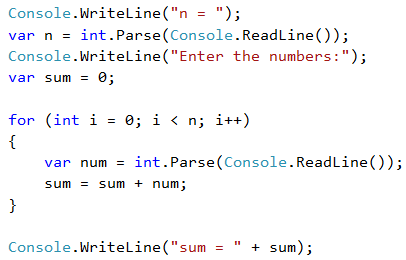 Console.WriteLine("n = ");
var n = int.Parse(Console.ReadLine());
Console.WriteLine("Enter the numbers:");
var sum = 0;

for (int i = 0; i < n; i++)
{
    var num = int.Parse(Console.ReadLine());
    sum = sum + num;
}

Console.WriteLine("sum = " + sum);